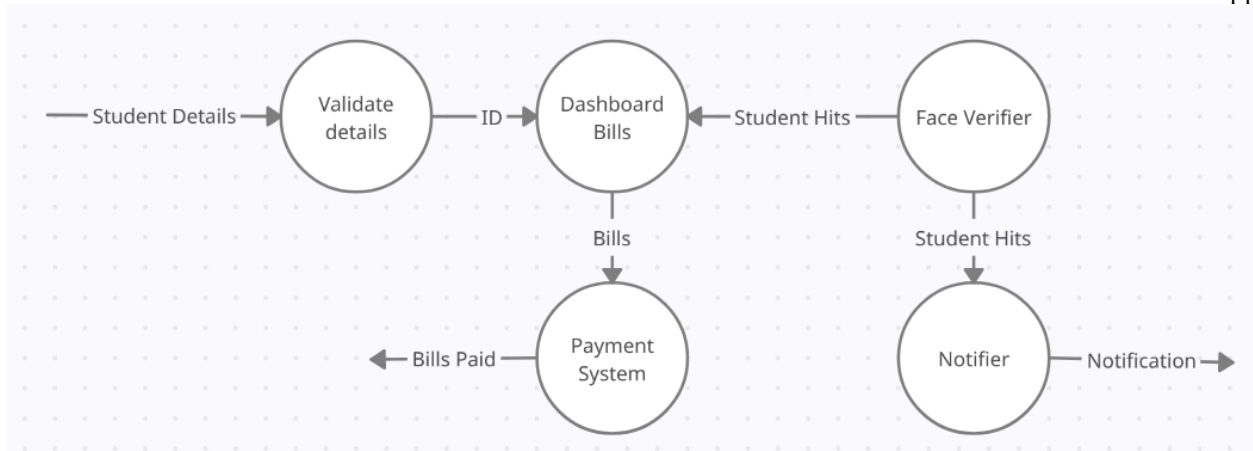 Student Details
Validate
details
ID
Dashboard
Bills
Student Hits
Face Verifier
Bills
Student Hits
Bills Paid
Payment
System
Notifier
Notification